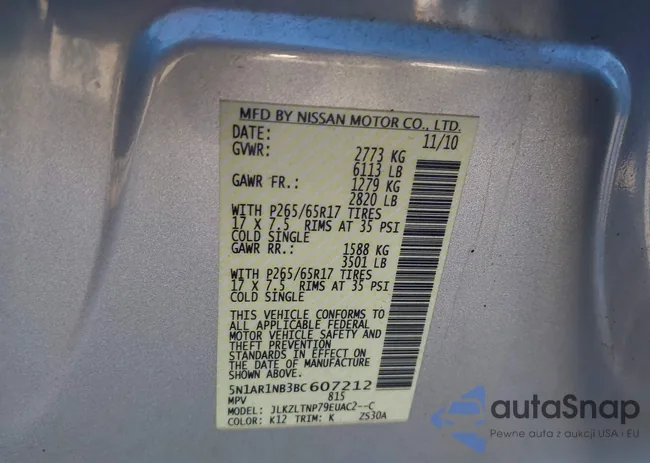 MFD BY NISSAN MOTOR CO., LTD.
DATE: 11/10
GVWR: 2773 KG
6113 LB
GAWR FR.: 1279 KG
2820 LB
WITH P265/65R17 TIRES
17 X 7.5 RIMS AT 35 PSI
COLD SINGLE
GAWR RR.: 1588 KG
3501 LB
WITH P265/65R17 TIRES
17 X 7.5 RIMS AT 35 PSI
COLD SINGLE
THIS VEHICLE CONFORMS TO
ALL APPLICABLE FEDERAL
MOTOR VEHICLE SAFETY AND
THEFT PREVENTION
STANDARDS IN EFFECT ON
THE DATE OF MANUFACTURE
SHOWN ABOVE.
5N1AR1NB3BC607212
MPV 815
MODEL: JLKZLTNP79EUAC2--C
COLOR: K12 TRIM: K ZS30A
autoSnap
Pewne auta z aukcji USA i EU